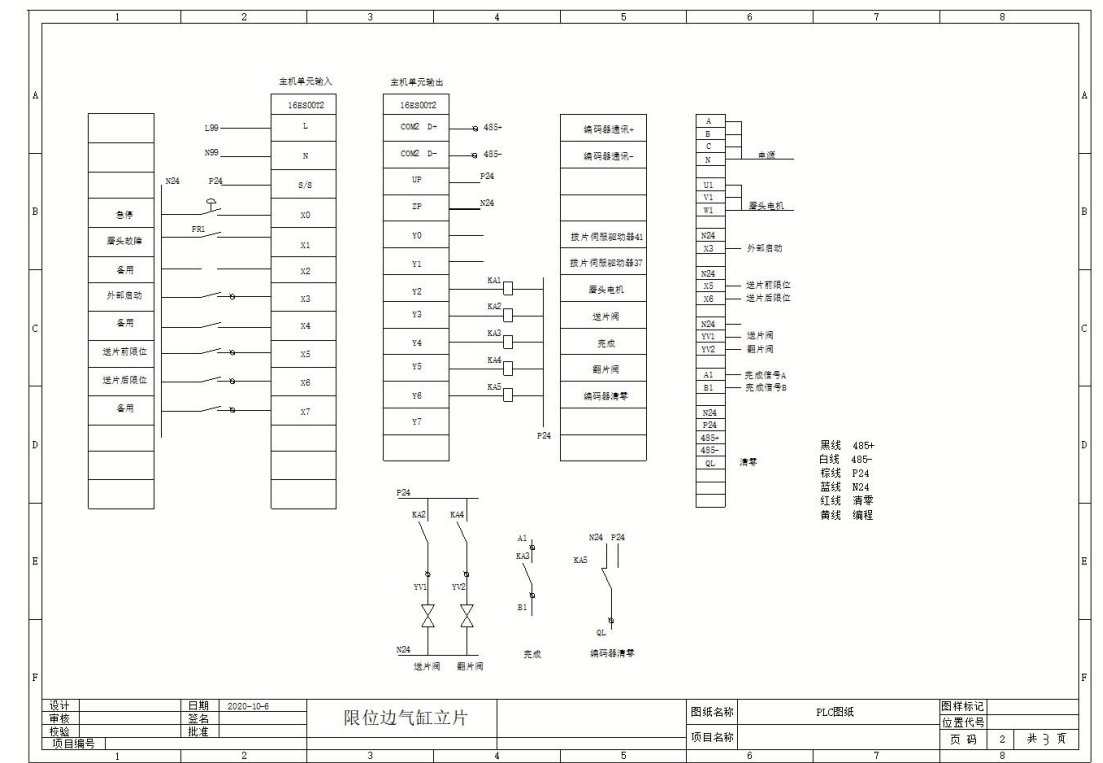 1 2 3 4 5 6 7 8
A A
B B
C C
D D
E E
F F
主机单元输入
16ES00T2
L99 L
N99 N
N24 P24 S/S
急停 X0
磨头故障 FR1 X1
备用 X2
外部启动 X3
备用 X4
送片前限位 X5
送片后限位 X6
备用 X7
主机单元输出
16ES00T2
COM2 D+ 485+ 编码器通讯+
COM2 D- 485- 编码器通讯-
UP P24
ZP N24
Y0 拨片伺服驱动器41
Y1 拨片伺服驱动器37
Y2 KA1 磨头电机
Y3 KA2 送片阀
Y4 KA3 完成
Y5 KA4 翻片阀
Y6 KA5 编码器清零
Y7
P24
A
B
C
N 电源
U1
V1
W1 磨头电机
N24
X3 外部启动
N24
X5 送片前限位
X6 送片后限位
N24
YV1 送片阀
YV2 翻片阀
A1 完成信号A
B1 完成信号B
N24
P24
485+
485-
QL 清零
黑线 485+
白线 485-
棕线 P24
蓝线 N24
红线 清零
黄线 编程
P24
KA2 KA4
YV1 YV2
N24
送片阀 翻片阀
A1
KA3
B1
完成
N24 P24
KA5
QL
编码器清零
设计 日期 2020-10-6
审核 签名
校验 批准
项目编号
限位边气缸立片
图纸名称 PLC图纸
项目名称
图样标记
位置代号
页 码 2 共 3 页
1 2 3 4 5 6 7 8